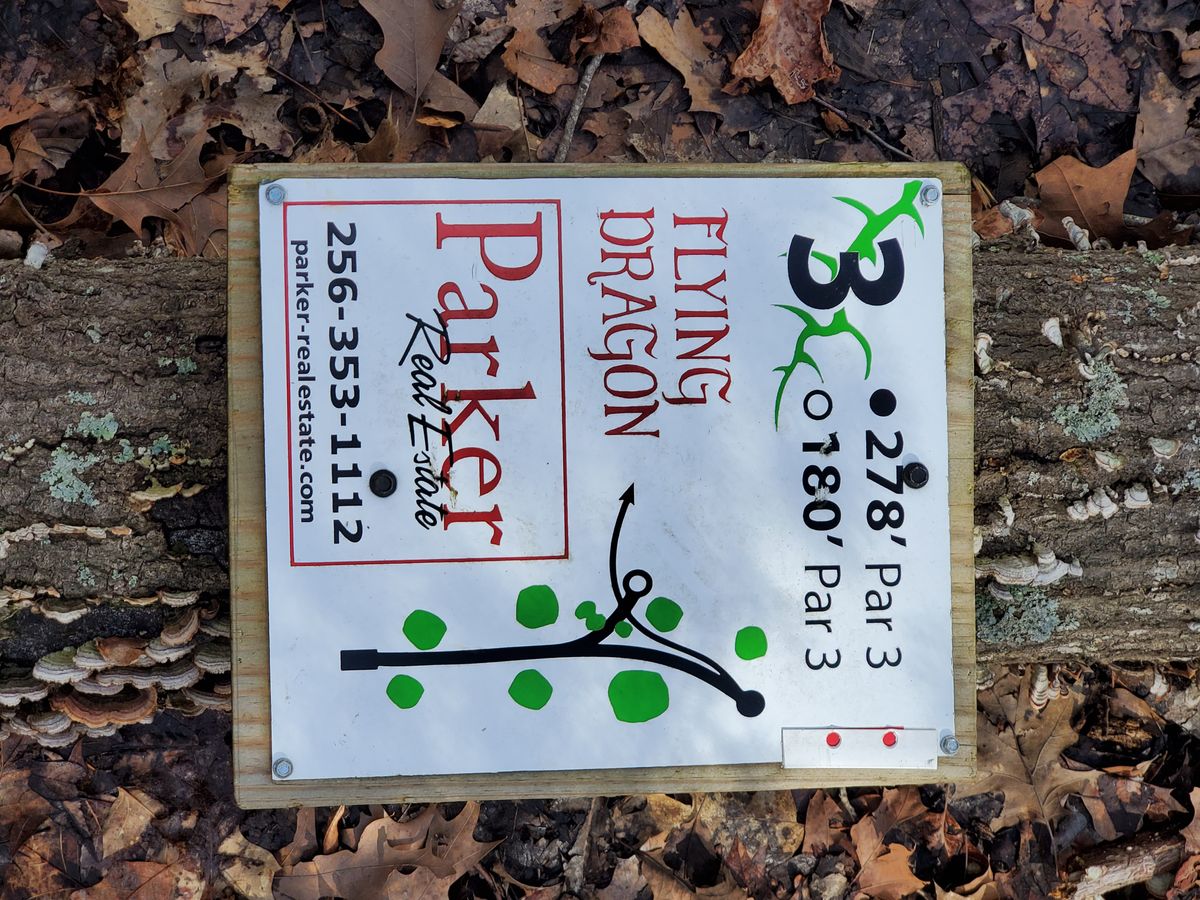 3
278’ Par 3
180’ Par 3
FLYING
DRAGON
Parker
Real Estate
256-353-1112
parker-realestate.com